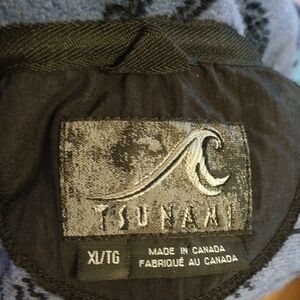 TSUNAMI
XL/TG
MADE IN CANADA
FABRIQUÉ AU CANADA